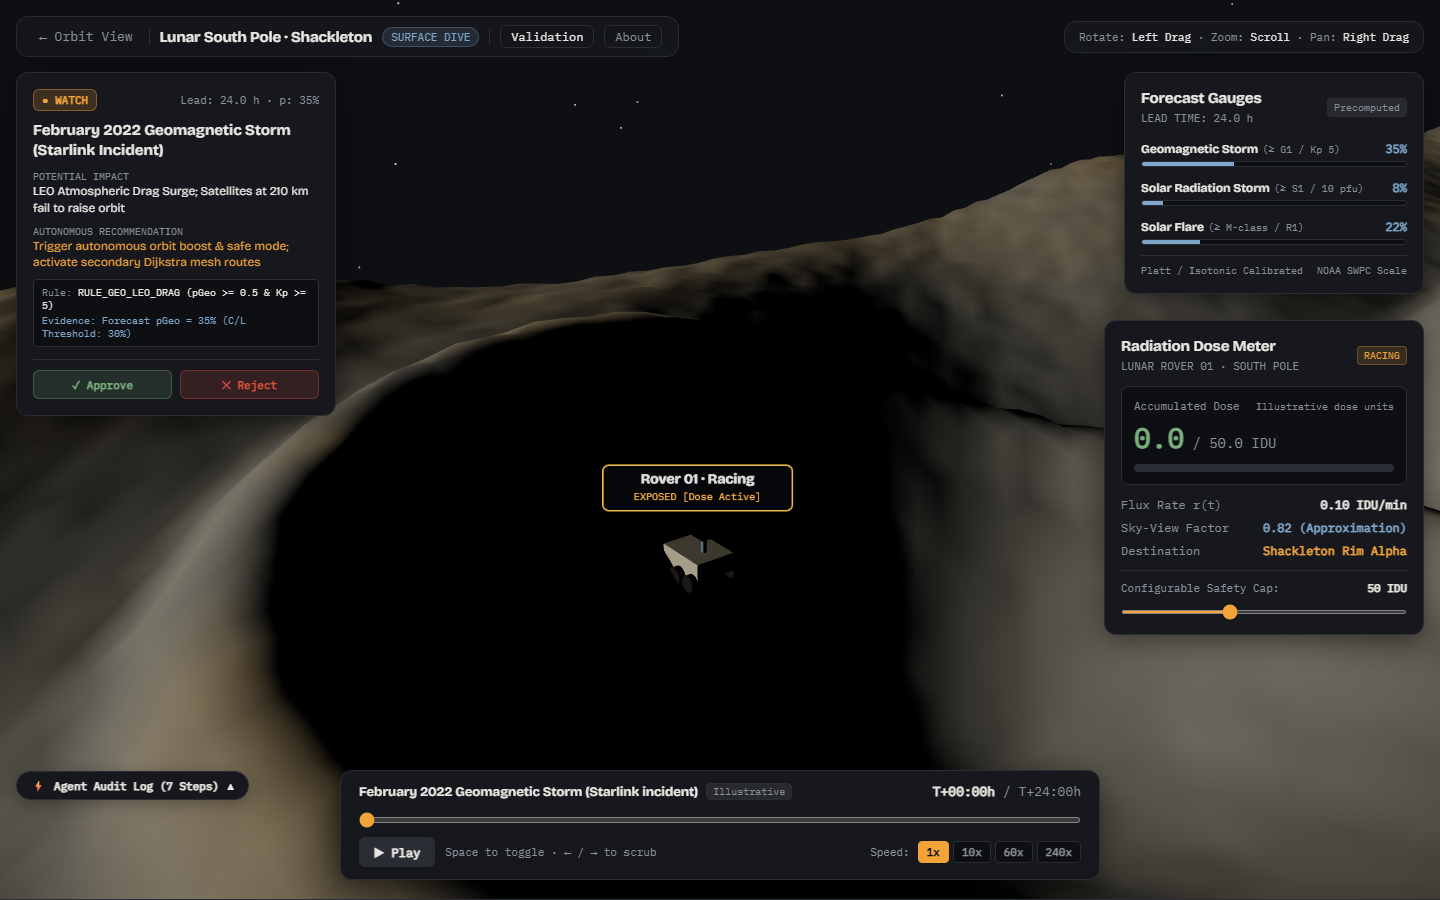 ← Orbit View
Lunar South Pole · Shackleton
SURFACE DIVE
Validation
About
Rotate: Left Drag · Zoom: Scroll · Pan: Right Drag
WATCH
Lead: 24.0 h · p: 35%
February 2022 Geomagnetic Storm
(Starlink Incident)
POTENTIAL IMPACT
LEO Atmospheric Drag Surge; Satellites at 210 km
fail to raise orbit
AUTONOMOUS RECOMMENDATION
Trigger autonomous orbit boost & safe mode;
activate secondary Dijkstra mesh routes
Rule: RULE_GEO_LEO_DRAG (pGeo >= 0.5 & Kp >=
5)
Evidence: Forecast pGeo = 35% (C/L
Threshold: 30%)
✓ Approve
✕ Reject
Forecast Gauges
LEAD TIME: 24.0 h
Precomputed
Geomagnetic Storm (≥ G1 / Kp 5) 35%
Solar Radiation Storm (≥ S1 / 10 pfu) 8%
Solar Flare (≥ M-class / R1) 22%
Platt / Isotonic Calibrated NOAA SWPC Scale
Radiation Dose Meter
LUNAR ROVER 01 · SOUTH POLE
RACING
Accumulated Dose Illustrative dose units
0.0 / 50.0 IDU
Flux Rate r(t) 0.10 IDU/min
Sky-View Factor 0.82 (Approximation)
Destination Shackleton Rim Alpha
Configurable Safety Cap: 50 IDU
Rover 01 · Racing
EXPOSED [Dose Active]
Agent Audit Log (7 Steps) ▲
February 2022 Geomagnetic Storm (Starlink incident)
Illustrative
T+00:00h / T+24:00h
▶ Play
Space to toggle · ← / → to scrub
Speed: 1x 10x 60x 240x